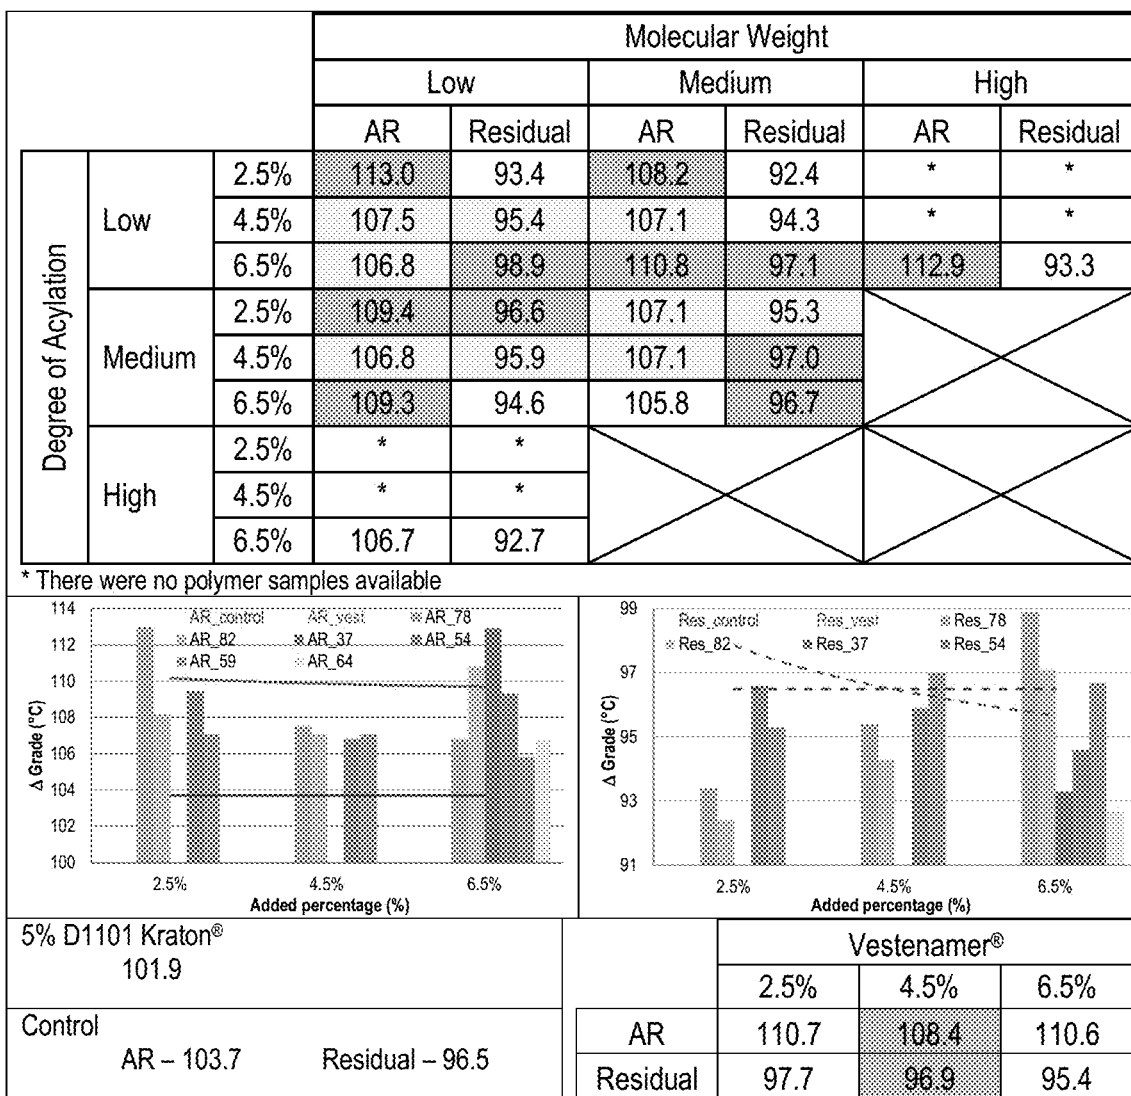 Molecular Weight
Low Medium High
AR Residual AR Residual AR Residual
Degree of Acylation
Low
2.5% 113.0 93.4 108.2 92.4 * *
4.5% 107.5 95.4 107.1 94.3 * *
6.5% 106.8 98.9 110.8 97.1 112.9 93.3
Medium
2.5% 109.4 96.6 107.1 95.3
4.5% 106.8 95.9 107.1 97.0
6.5% 109.3 94.6 105.8 96.7
High
2.5% * *
4.5% * *
6.5% 106.7 92.7
* There were no polymer samples available
Δ Grade (°C)
114
112
110
108
106
104
102
100
AR_control AR_vest AR_78
AR_82 AR_37 AR_54
AR_59 AR_64
2.5% 4.5% 6.5%
Added percentage (%)
Δ Grade (°C)
99
97
95
93
91
Res_control Res_vest Res_78
Res_82 Res_37 Res_54
2.5% 4.5% 6.5%
Added percentage (%)
5% D1101 Kraton®
101.9
Control
AR – 103.7 Residual – 96.5
Vestenamer®
2.5% 4.5% 6.5%
AR 110.7 108.4 110.6
Residual 97.7 96.9 95.4